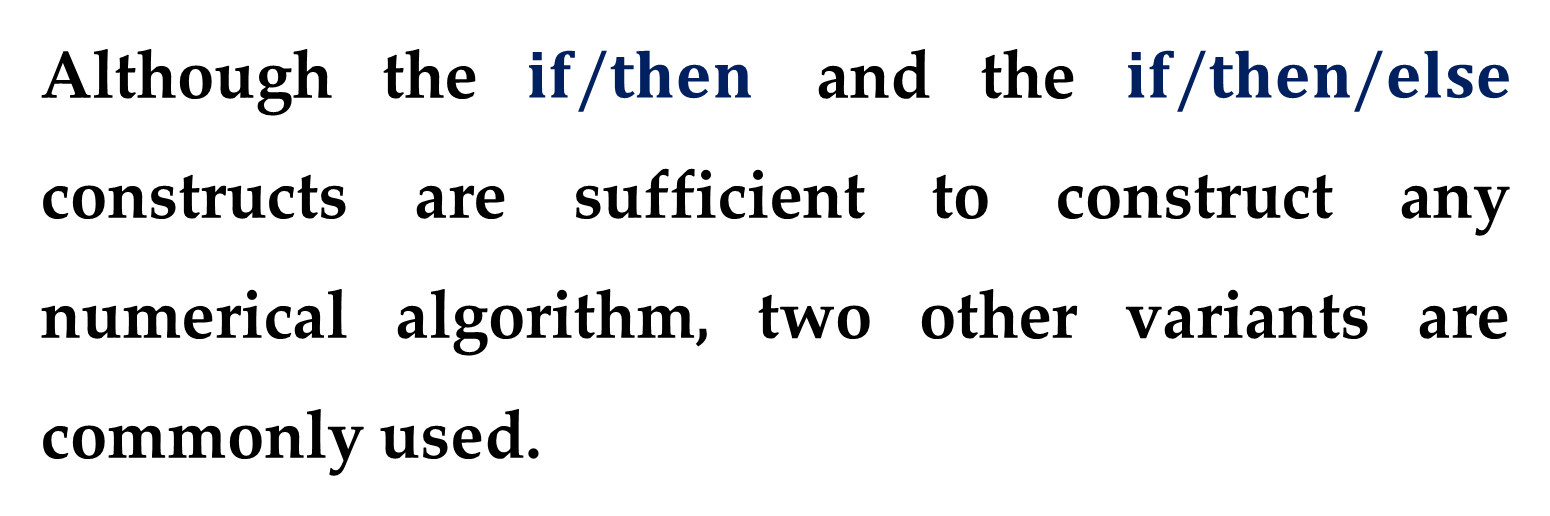 Although the if/then and the if/then/else
constructs are sufficient to construct any
numerical algorithm, two other variants are
commonly used.